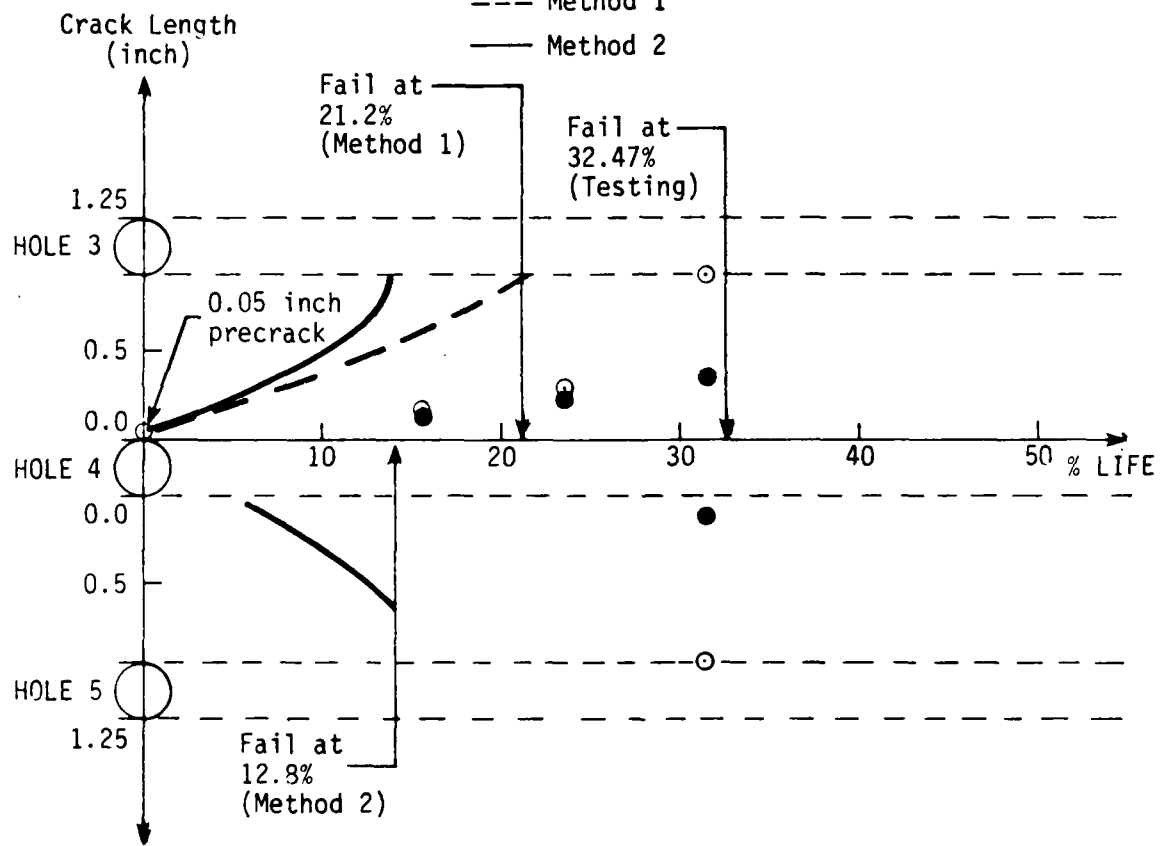 --- Method 1
—— Method 2
Crack Length
(inch)
Fail at
21.2%
(Method 1)
Fail at
32.47%
(Testing)
1.25
HOLE 3
0.05 inch
precrack
0.5
0.0
10
20
30
40
50
% LIFE
HOLE 4
0.0
0.5
HOLE 5
1.25
Fail at
12.8%
(Method 2)